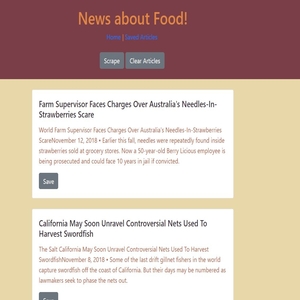 News about Food!
Home | Saved Articles
Scrape Clear Articles
Farm Supervisor Faces Charges Over Australia's Needles-In-
Strawberries Scare
World Farm Supervisor Faces Charges Over Australia's Needles-In-Strawberries
ScareNovember 12, 2018 • Earlier this fall, needles were repeatedly found inside
strawberries sold at grocery stores. Now a 50-year-old Berry Licious employee is
being prosecuted and could face 10 years in jail if convicted.
Save
California May Soon Unravel Controversial Nets Used To
Harvest Swordfish
The Salt California May Soon Unravel Controversial Nets Used To Harvest
SwordfishNovember 8, 2018 • Some of the last drift gillnet fishers in the world
capture swordfish off the coast of California. But their days may be numbered as
lawmakers seek to phase the nets out.
Save